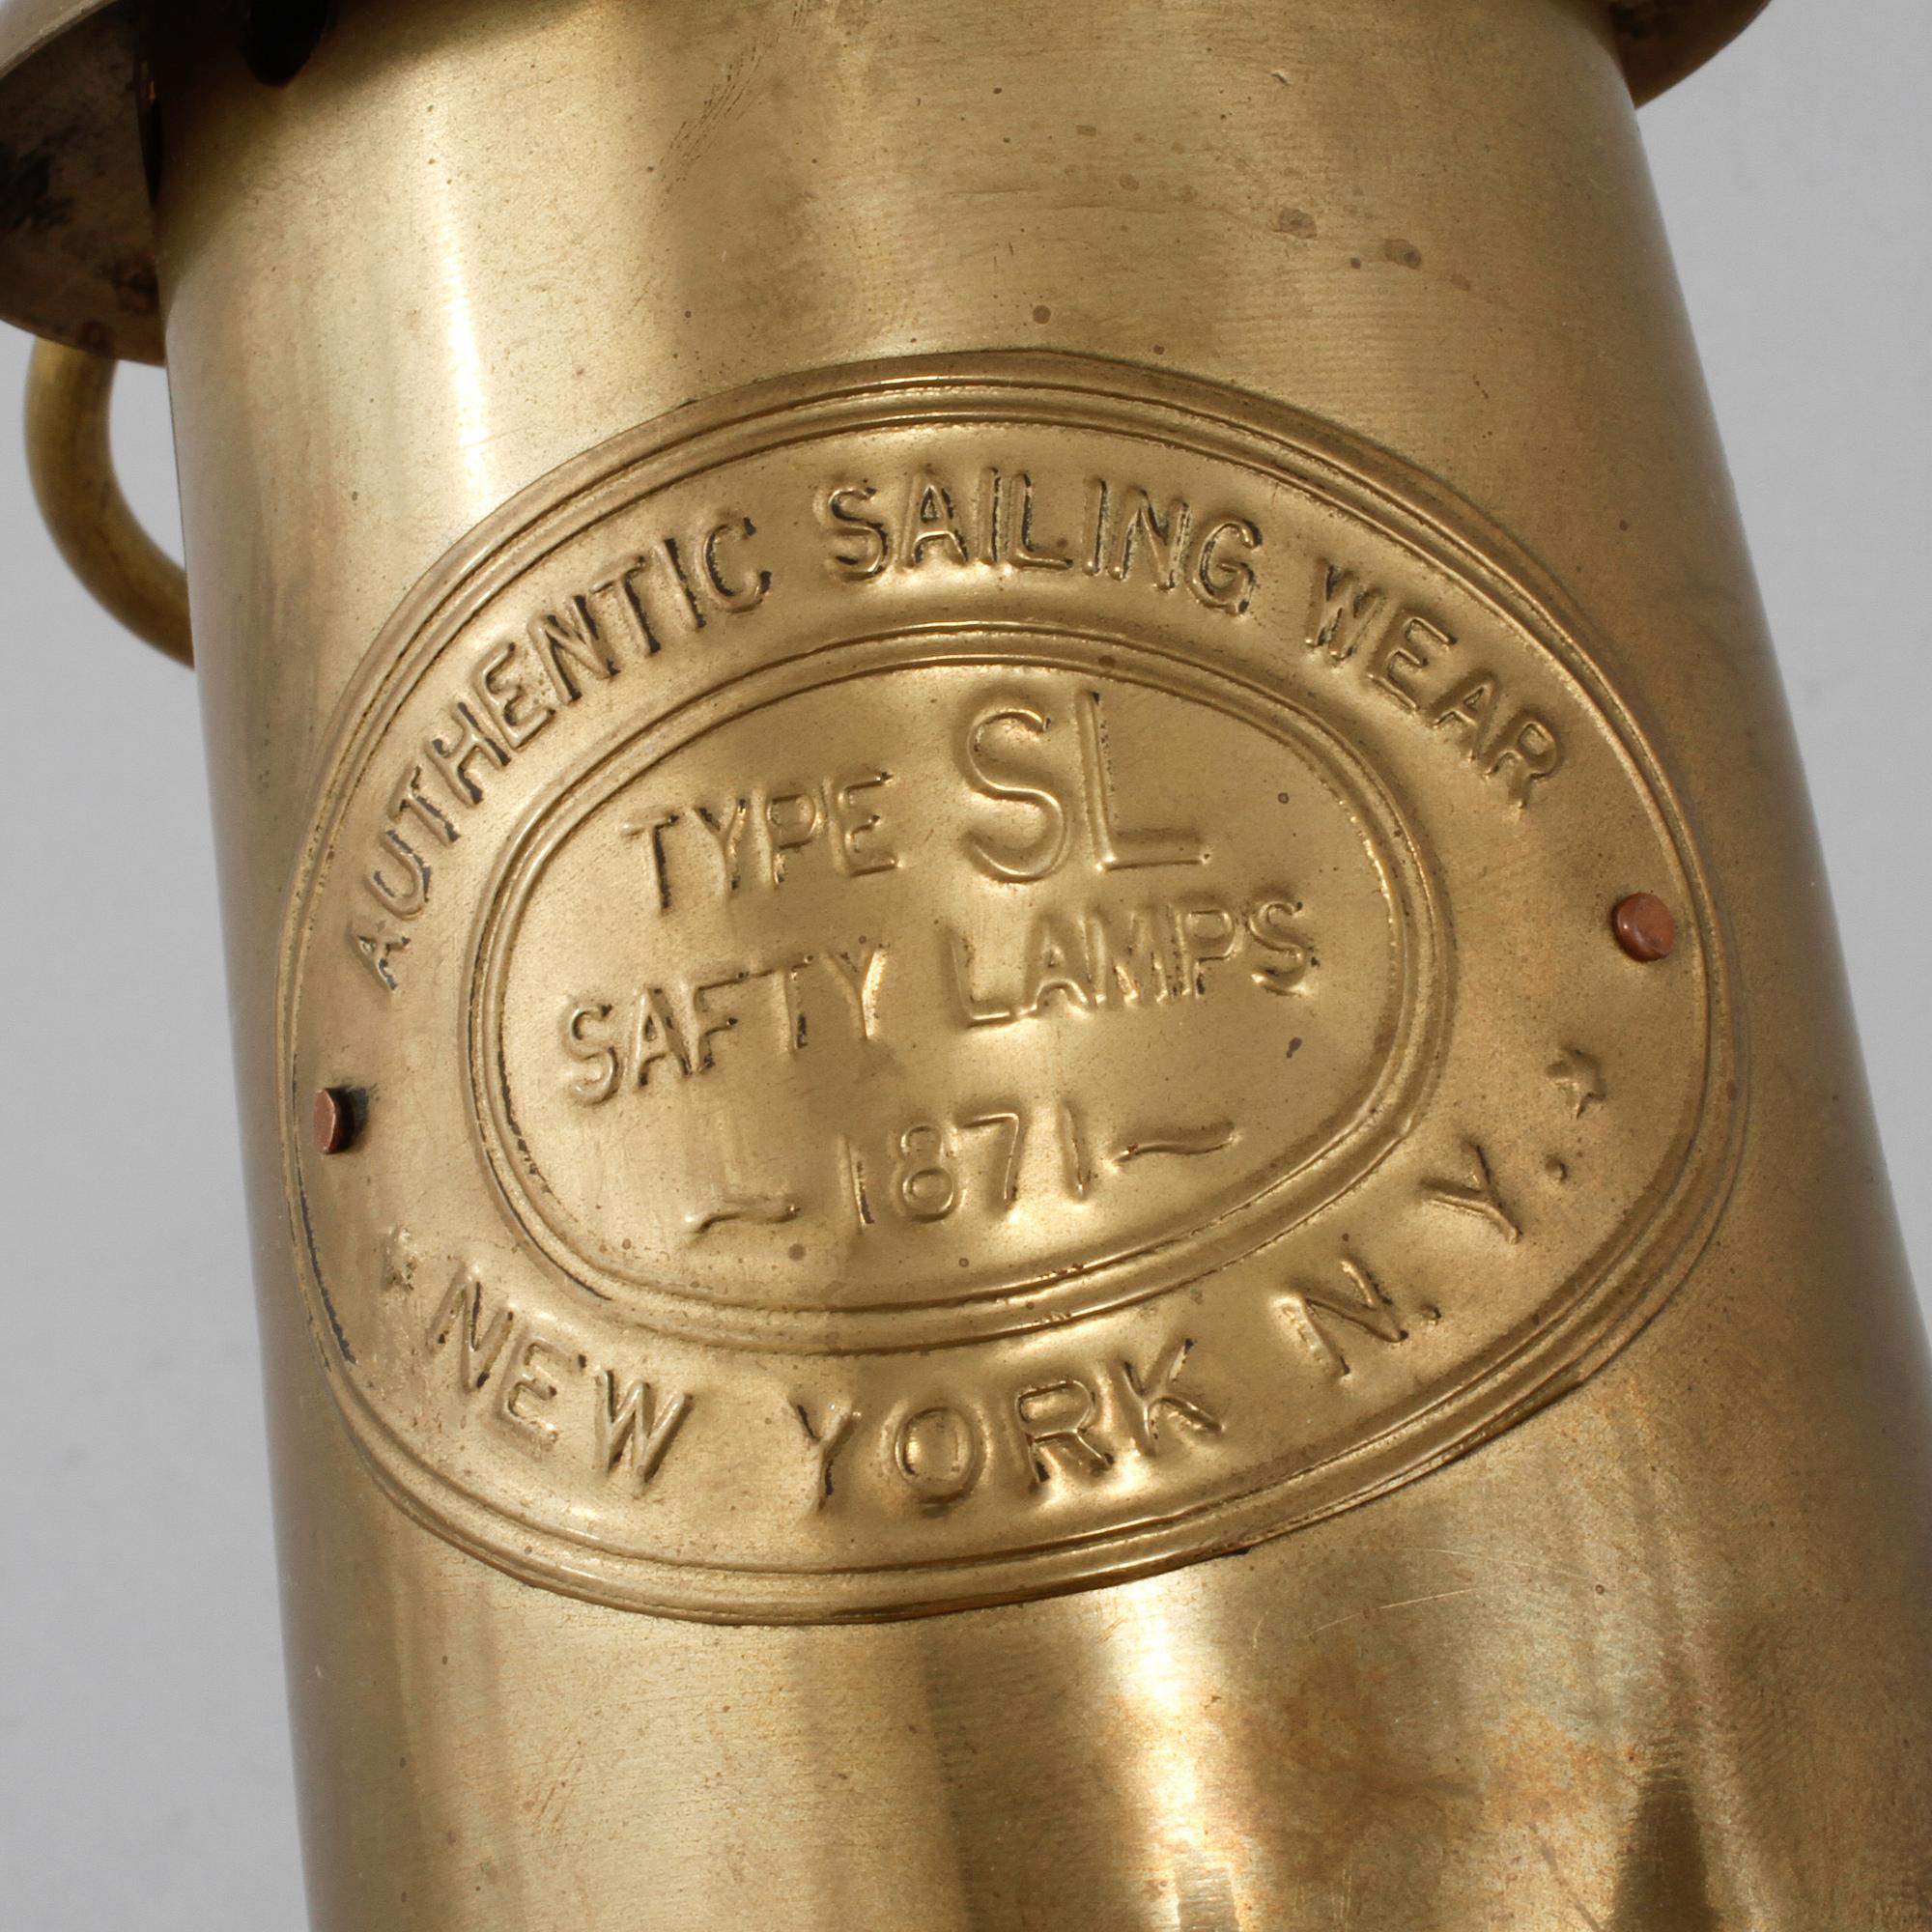 AUTHENTIC SAILING WEAR
TYPE SL
SAFTY LAMPS
~1871~
NEW YORK N.Y.